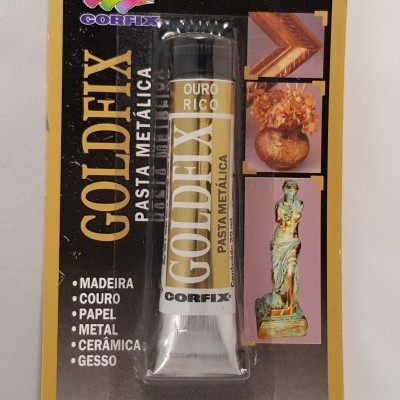 CORFIX
GOLDFIX
PASTA METÁLICA
• MADEIRA
• COURO
• PAPEL
• METAL
• CERÂMICA
• GESSO
OURO
RICO
GOLDFIX
PASTA METÁLICA
CORFIX